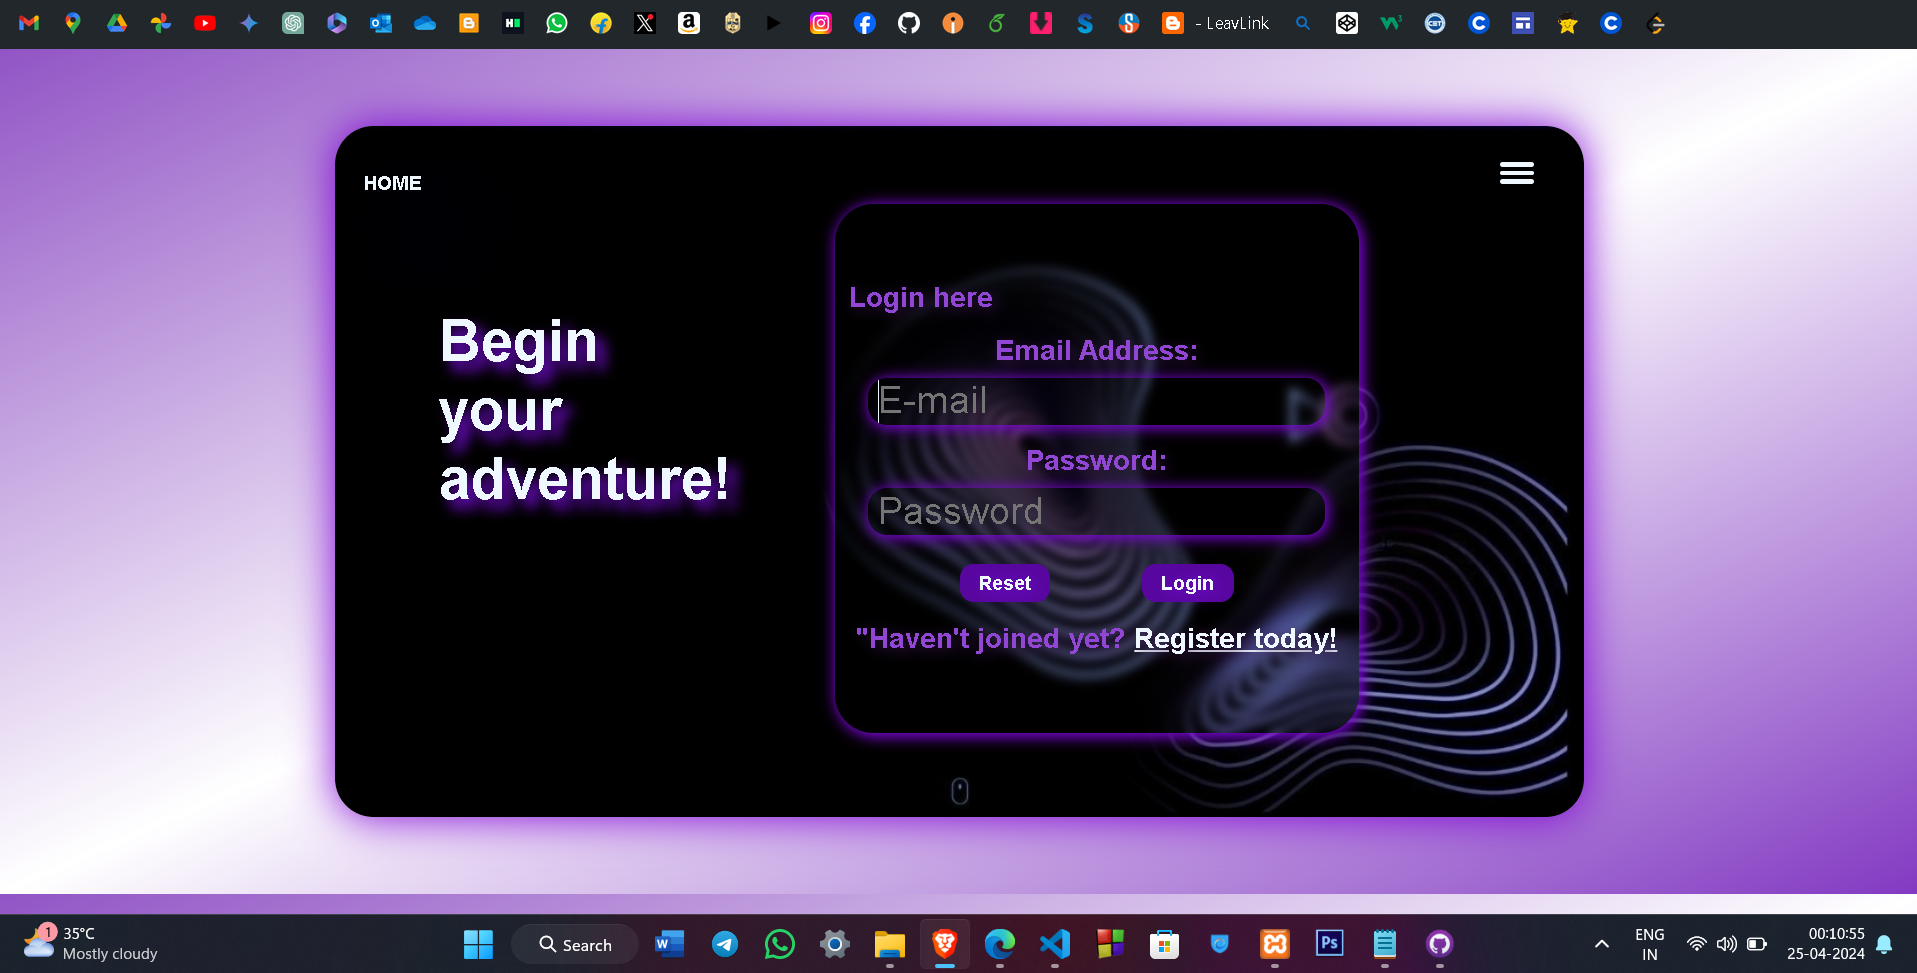 - LeavLink
HOME
Begin
your
adventure!
Login here
Email Address:
E-mail
Password:
Password
Reset
Login
"Haven't joined yet? Register today!
1
35°C
Mostly cloudy
Search
W
Ps
ENG
IN
00:10:55
25-04-2024